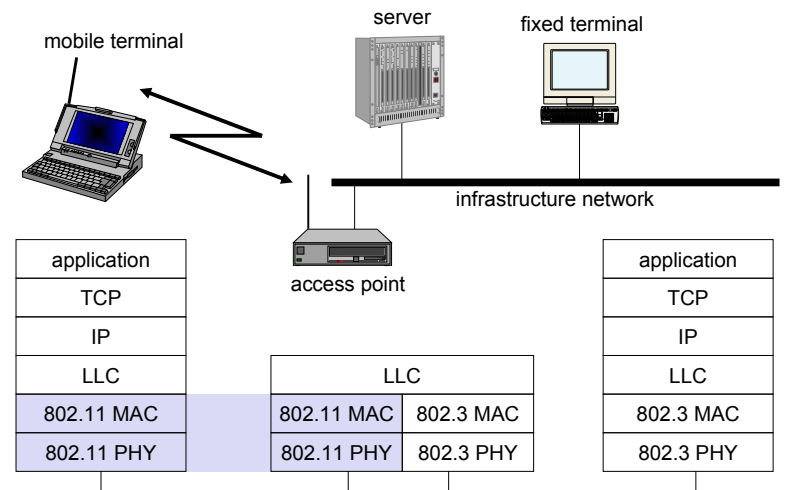 server
fixed terminal
mobile terminal
infrastructure network
access point
application
TCP
IP
LLC
802.11 MAC
802.11 PHY
LLC
802.11 MAC 802.3 MAC
802.11 PHY 802.3 PHY
application
TCP
IP
LLC
802.3 MAC
802.3 PHY